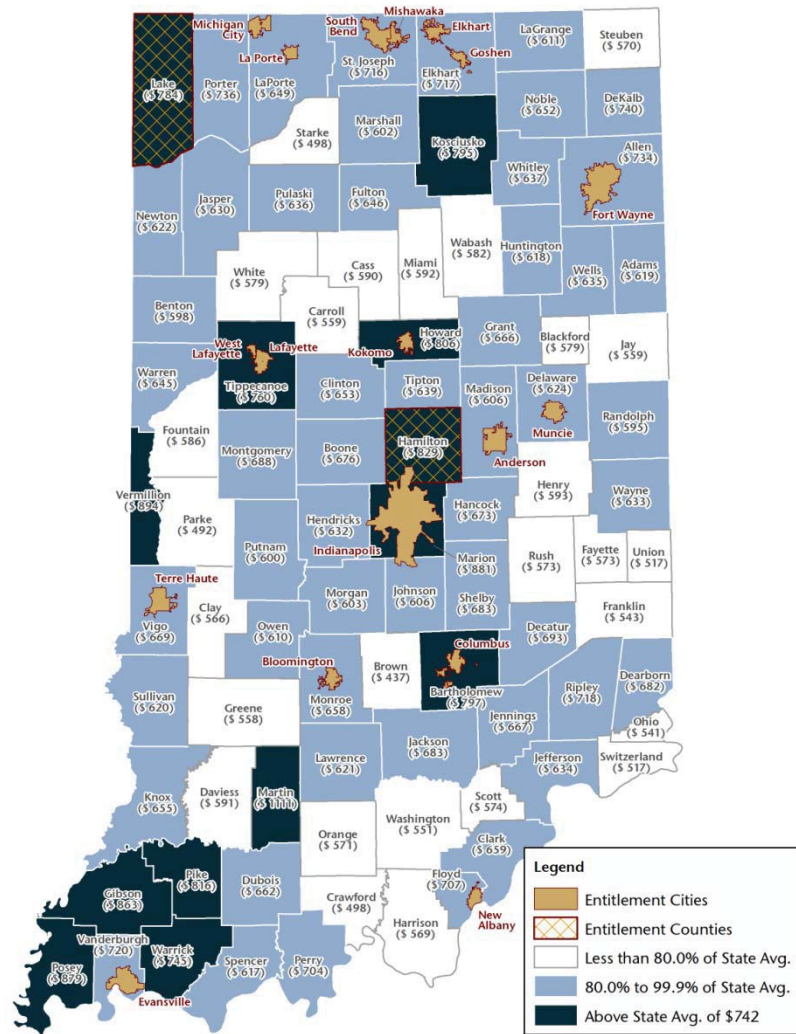 Michigan
City
South
Bend
Mishawaka
Elkhart
LaGrange
($ 611)
Steuben
($ 570)
La Porte
Goshen
St. Joseph
($ 716)
Elkhart
($ 717)
Lake
($ 784)
Porter
($ 736)
LaPorte
($ 649)
Noble
($ 652)
DeKalb
($ 740)
Starke
($ 498)
Marshall
($ 602)
Kosciusko
($ 795)
Allen
($ 734)
Whitley
($ 637)
Fort Wayne
Newton
($ 622)
Jasper
($ 630)
Pulaski
($ 636)
Fulton
($ 646)
Wabash
($ 582)
Huntington
($ 618)
Miami
($ 592)
Cass
($ 590)
White
($ 579)
Wells
($ 635)
Adams
($ 619)
Carroll
($ 559)
Benton
($ 598)
West
Lafayette
Lafayette
Kokomo
Howard
($ 806)
Grant
($ 666)
Blackford
($ 579)
Jay
($ 559)
Warren
($ 645)
Tippecanoe
($ 760)
Clinton
($ 653)
Tipton
($ 639)
Madison
($ 606)
Delaware
($ 624)
Muncie
Randolph
($ 595)
Fountain
($ 586)
Montgomery
($ 688)
Boone
($ 676)
Hamilton
($ 829)
Anderson
Henry
($ 593)
Wayne
($ 633)
Vermillion
($ 894)
Parke
($ 492)
Hendricks
($ 632)
Hancock
($ 673)
Indianapolis
Marion
($ 881)
Rush
($ 573)
Fayette
($ 573)
Union
($ 517)
Putnam
($ 600)
Terre Haute
Vigo
($ 669)
Clay
($ 566)
Morgan
($ 603)
Johnson
($ 606)
Shelby
($ 683)
Franklin
($ 543)
Owen
($ 610)
Decatur
($ 693)
Bloomington
Monroe
($ 658)
Brown
($ 437)
Columbus
Bartholomew
($ 797)
Dearborn
($ 682)
Ripley
($ 718)
Sullivan
($ 620)
Greene
($ 558)
Jennings
($ 667)
Ohio
($ 541)
Switzerland
($ 517)
Jackson
($ 683)
Lawrence
($ 621)
Jefferson
($ 634)
Knox
($ 655)
Daviess
($ 591)
Martin
($ 1111)
Scott
($ 574)
Washington
($ 551)
Orange
($ 571)
Clark
($ 659)
Gibson
($ 863)
Pike
($ 816)
Dubois
($ 662)
Crawford
($ 498)
Floyd
($ 707)
New
Albany
Harrison
($ 569)
Posey
($ 879)
Vanderburgh
($ 720)
Warrick
($ 745)
Spencer
($ 617)
Perry
($ 704)
Evansville
Legend
Entitlement Cities
Entitlement Counties
Less than 80.0% of State Avg.
80.0% to 99.9% of State Avg.
Above State Avg. of $742